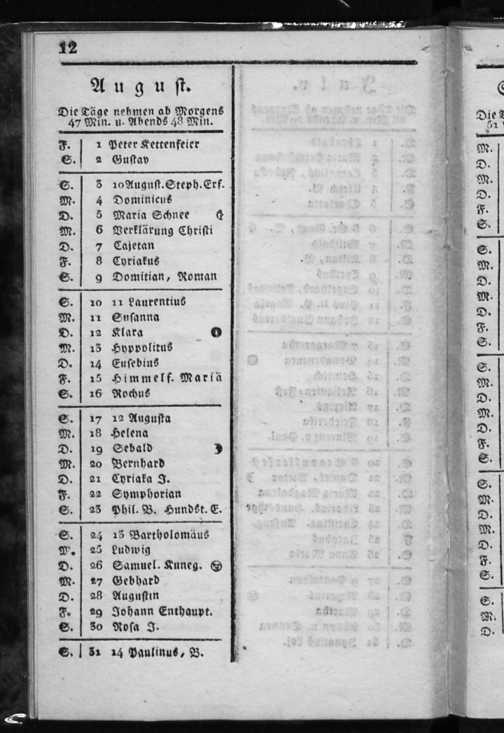 12
August.
Die Täge nehmen ab Morgens
47 Min. u. Abends 48 Min.
F. 1 Peter Kettenfeier
S. 2 Gustav
S. 3 10 August. Steph. Erf.
M. 4 Dominicus
D. 5 Maria Schnee
M. 6 Verklärung Christi
D. 7 Cajetan
F. 8 Cyriakus
S. 9 Domitian, Roman
S. 10 11 Laurentius
M. 11 Susanna
D. 12 Klara
M. 13 Hyppolitus
D. 14 Eusebius
F. 15 Himmelf. Mariä
S. 16 Rochus
S. 17 12 Augusta
M. 18 Helena
D. 19 Sebald
M. 20 Bernhard
D. 21 Cyriaka J.
F. 22 Symphorian
S. 23 Phil. B. Hundst. E.
S. 24 13 Bartholomäus
M. 25 Ludwig
D. 26 Samuel. Kuneg.
M. 27 Gebhard
D. 28 Augustin
F. 29 Johann Enthaupt.
S. 30 Rosa J.
S. 31 14 Paulinus, B.